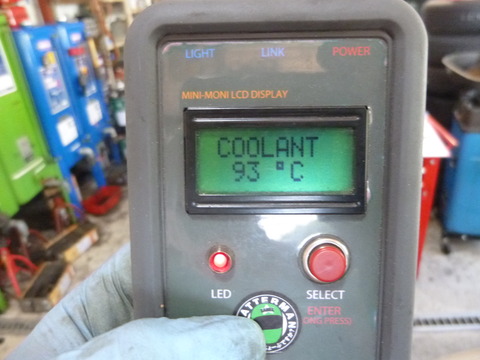 LIGHT LINK POWER
MINI-MONI LCD DISPLAY
COOLANT
93 °C
LED SELECT
ENTER